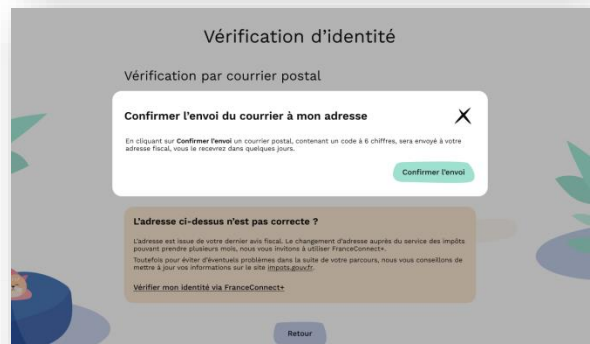 Vérification d’identité
Vérification par courrier postal
Confirmer l’envoi du courrier à mon adresse
En cliquant sur Confirmer l’envoi un courrier postal, contenant un code à 6 chiffres, sera envoyé à votre
adresse fiscal, vous le recevrez dans quelques jours.
Confirmer l’envoi
L’adresse ci-dessus n’est pas correcte ?
L’adresse est issue de votre dernier avis fiscal. Le changement d’adresse auprès du service des impôts
pouvant prendre plusieurs mois, nous vous invitons à utiliser FranceConnect+.
Toutefois pour éviter d’éventuels problèmes dans la suite de votre parcours, nous vous conseillons de
mettre à jour vos informations sur le site impots.gouv.fr.
Vérifier mon identité via FranceConnect+
Retour